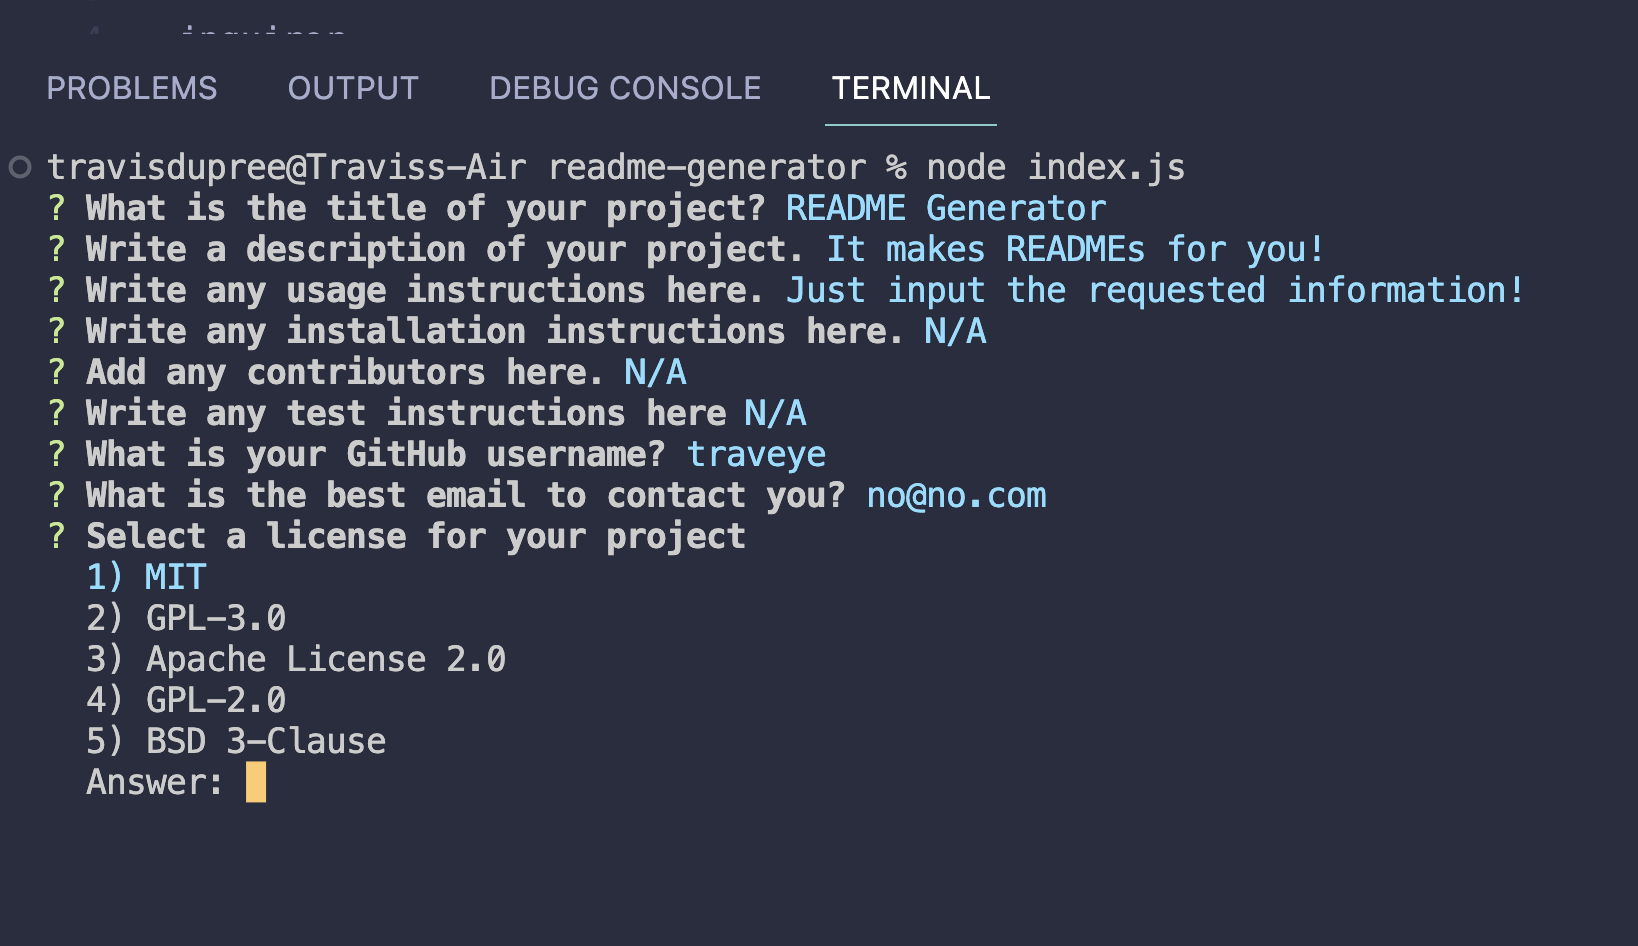 PROBLEMS OUTPUT DEBUG CONSOLE TERMINAL
travisdupree@Traviss-Air readme-generator % node index.js
? What is the title of your project? README Generator
? Write a description of your project. It makes READMEs for you!
? Write any usage instructions here. Just input the requested information!
? Write any installation instructions here. N/A
? Add any contributors here. N/A
? Write any test instructions here N/A
? What is your GitHub username? traveye
? What is the best email to contact you? no@no.com
? Select a license for your project
1) MIT
2) GPL-3.0
3) Apache License 2.0
4) GPL-2.0
5) BSD 3-Clause
Answer: